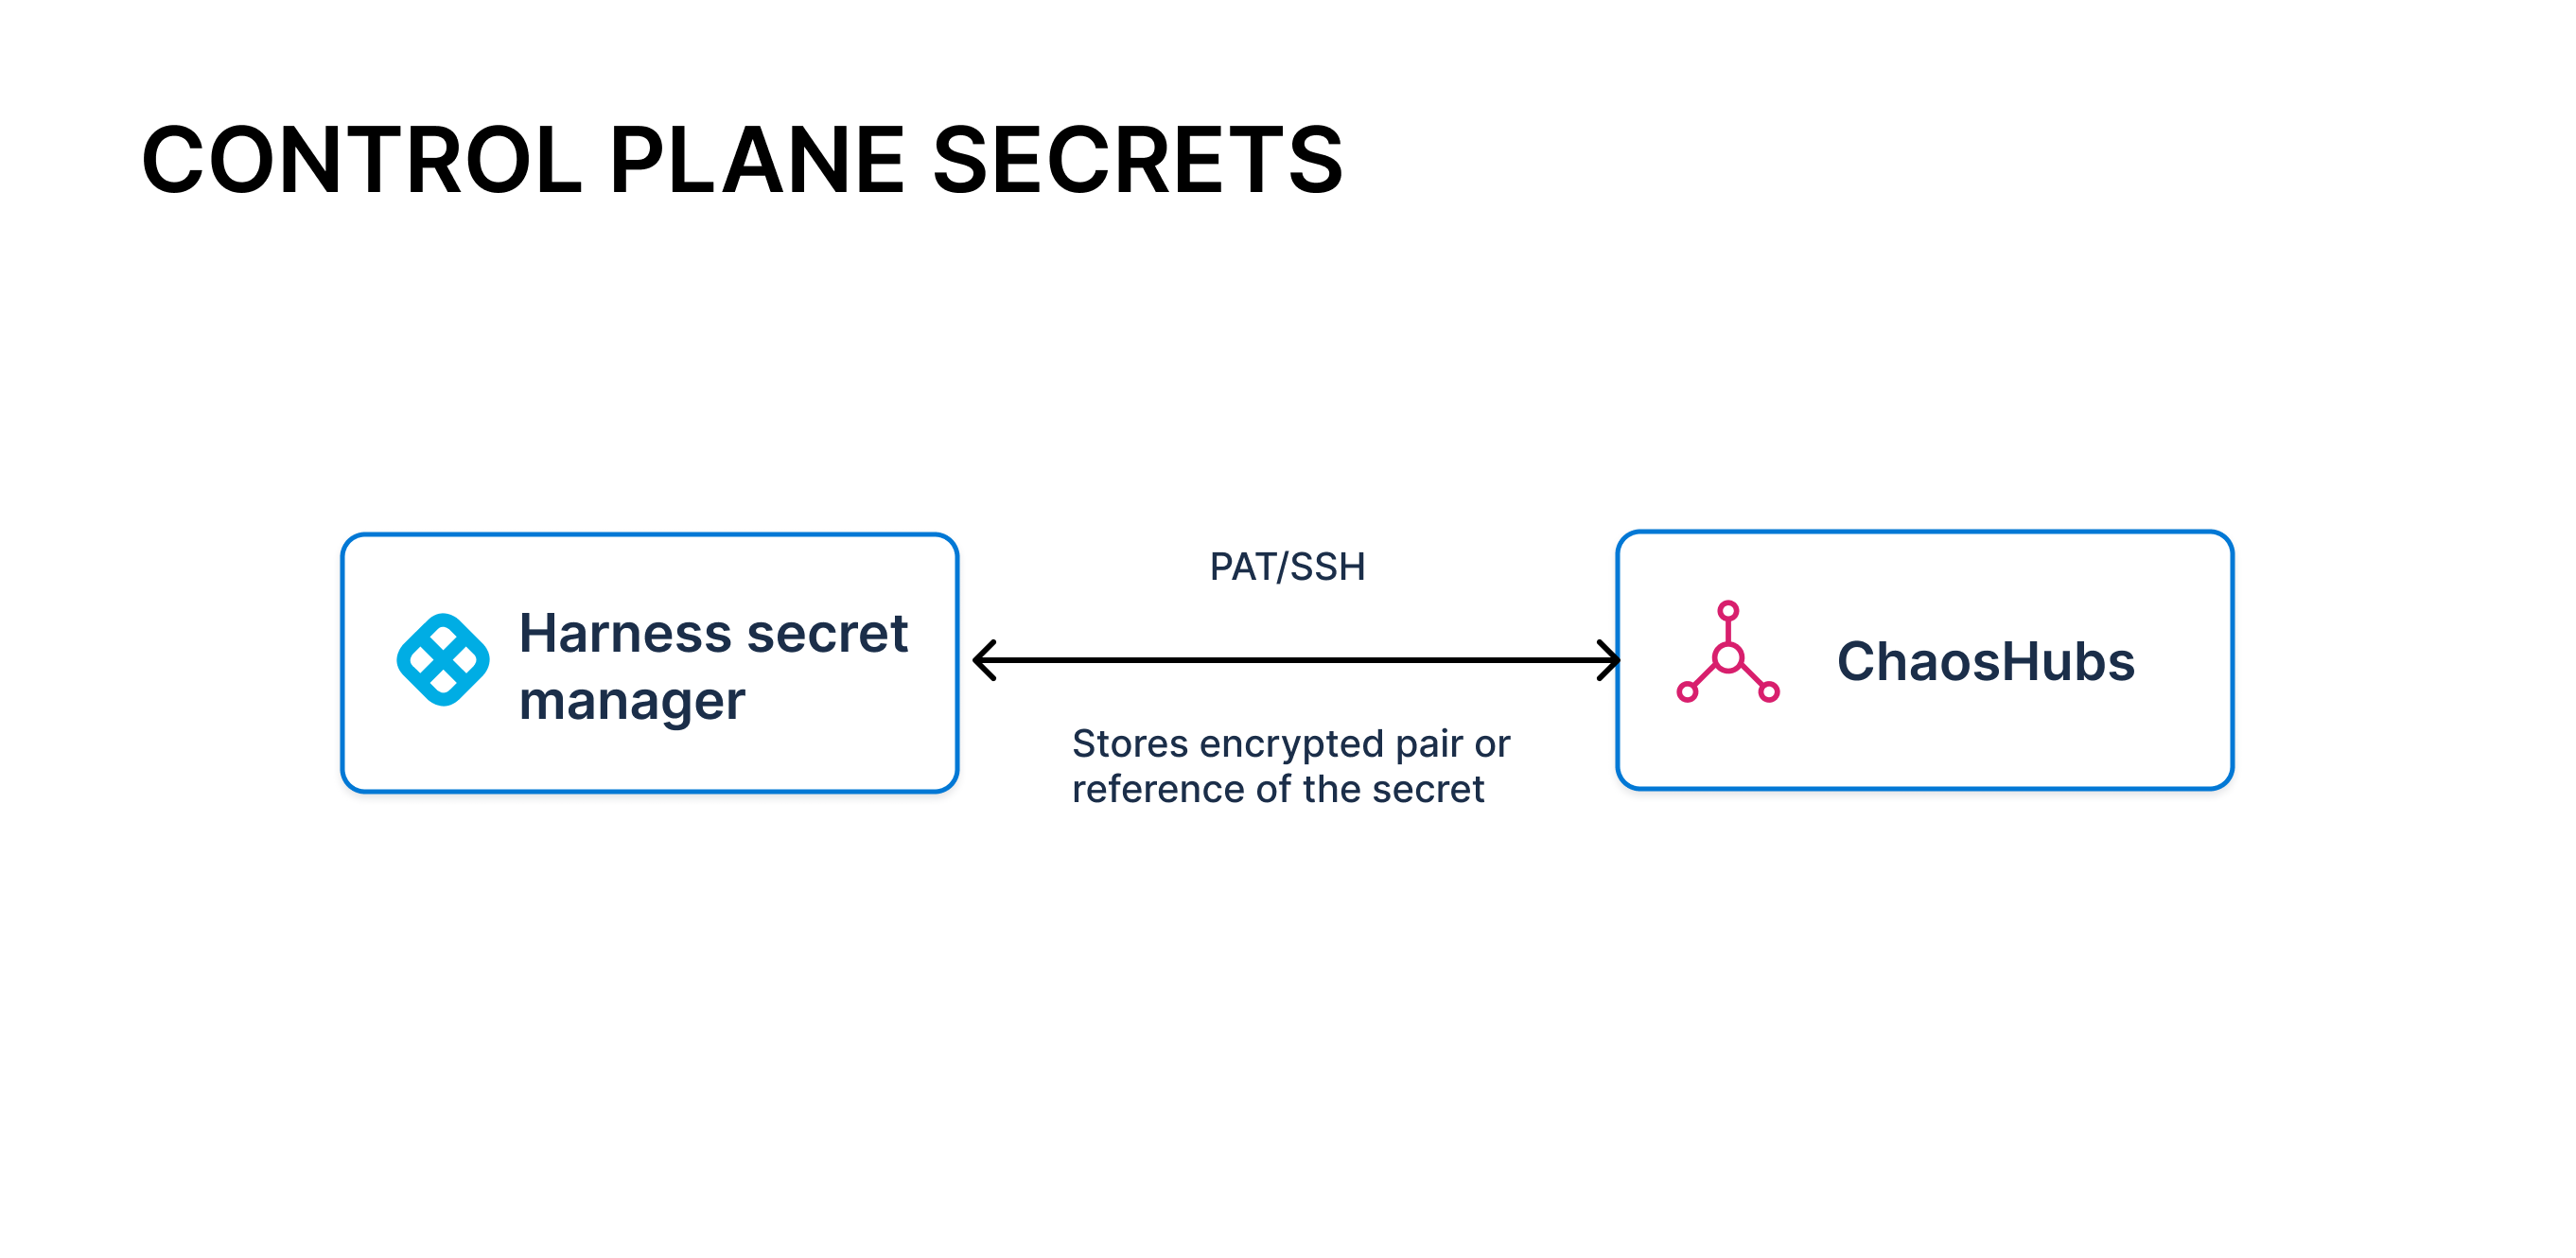 CONTROL PLANE SECRETS
Harness secret
manager
PAT/SSH
Stores encrypted pair or
reference of the secret
ChaosHubs